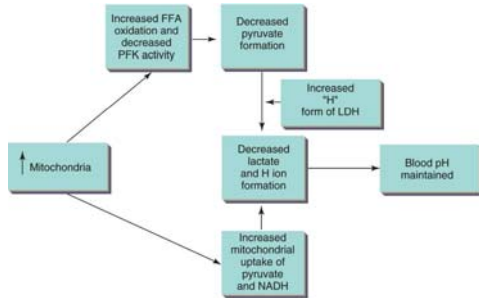 Increased FFA
oxidation and
decreased
PFK activity
Decreased
pyruvate
formation
Increased
"H"
form of LDH
Mitochondria
Decreased
lactate
and H ion
formation
Blood pH
maintained
Increased
mitochondrial
uptake of
pyruvate
and NADH